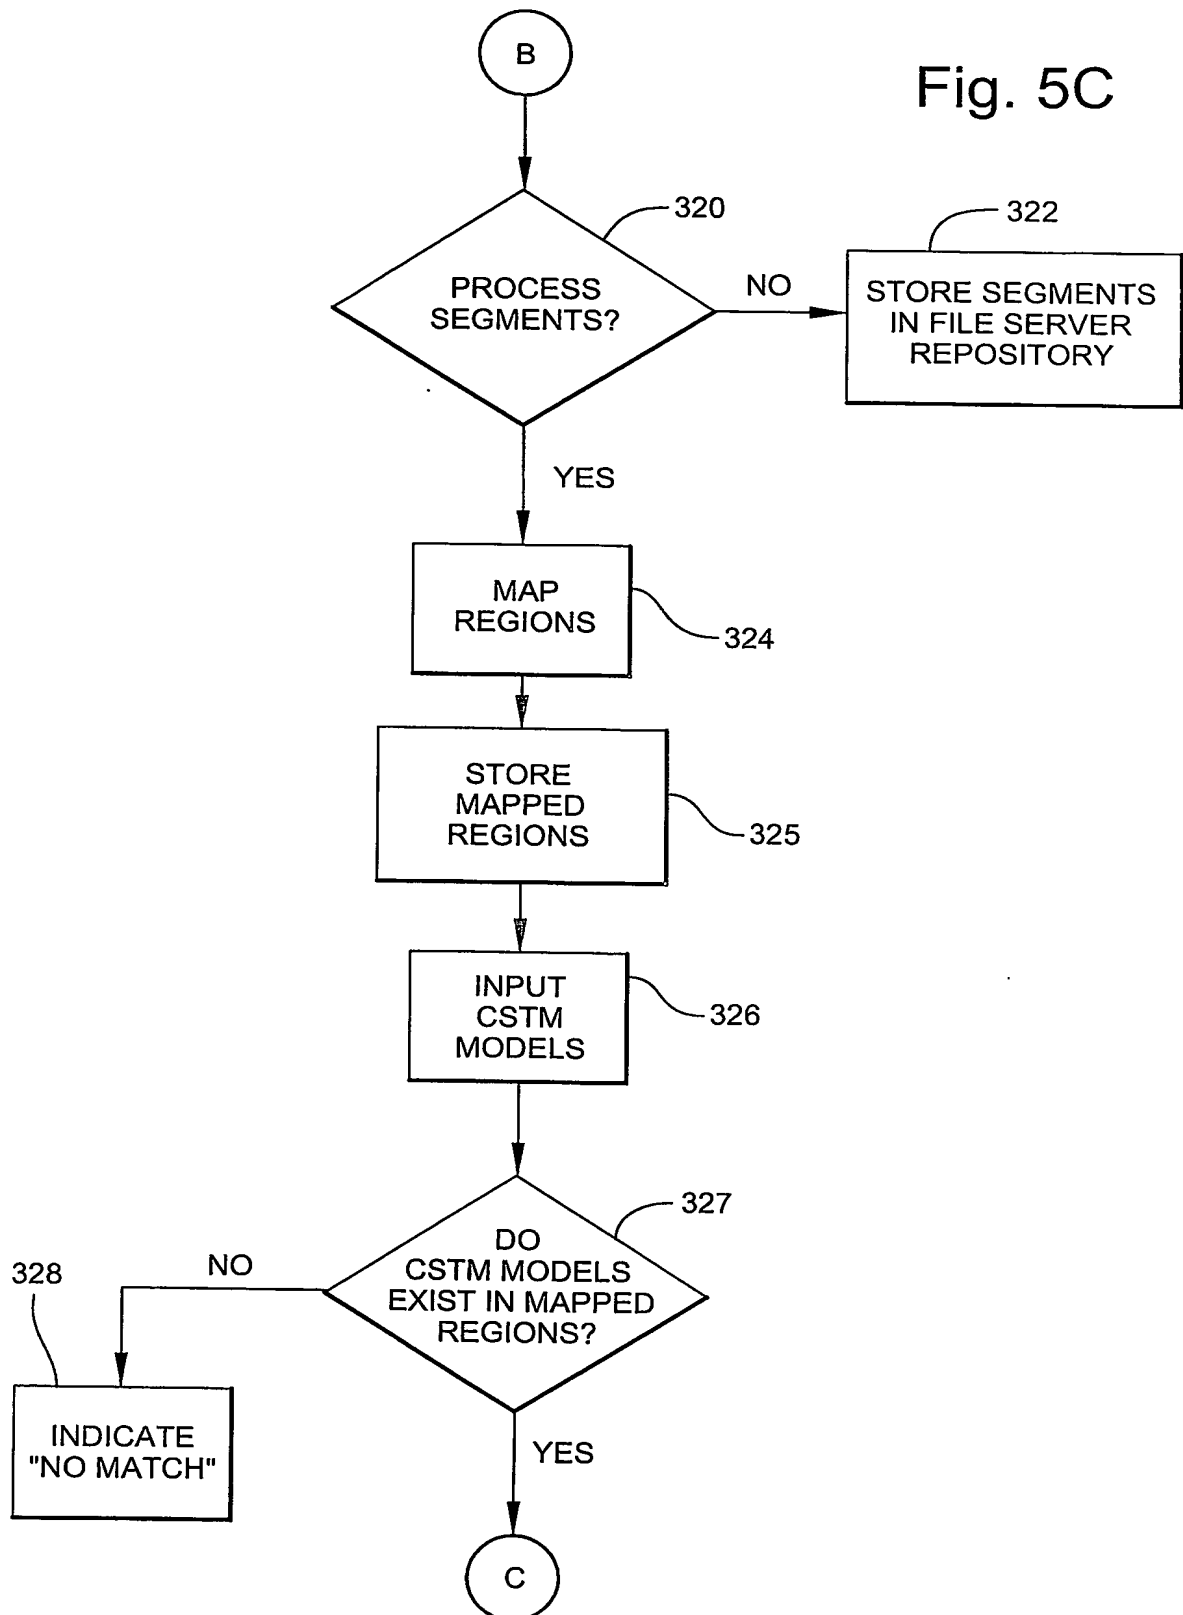 B
Fig. 5C
320
322
PROCESS
SEGMENTS?
NO
STORE SEGMENTS
IN FILE SERVER
REPOSITORY
YES
MAP
REGIONS
324
STORE
MAPPED
REGIONS
325
INPUT
CSTM
MODELS
326
327
DO
CSTM MODELS
EXIST IN MAPPED
REGIONS?
NO
328
INDICATE
"NO MATCH"
YES
C